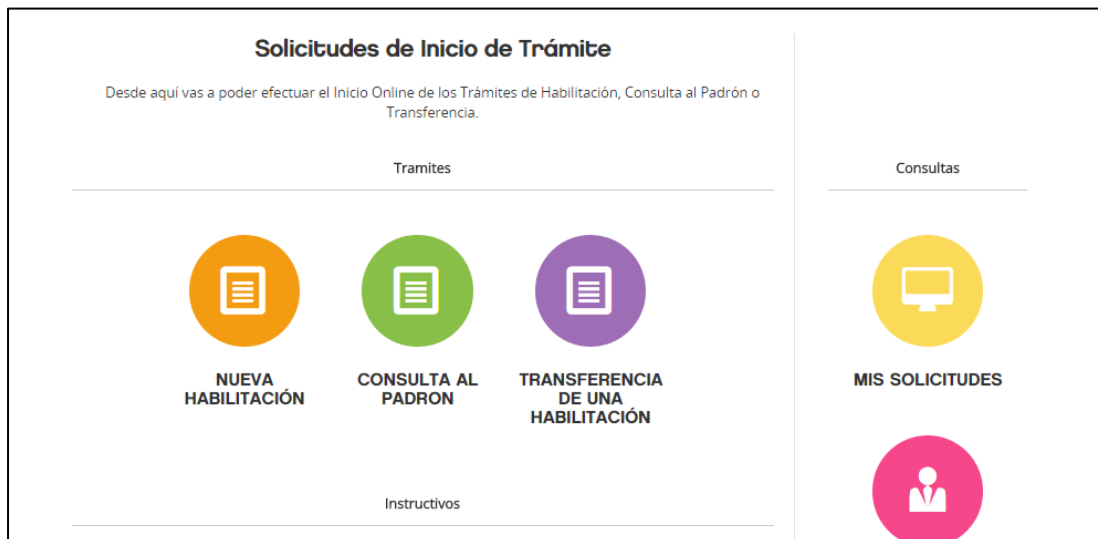 Solicitudes de Inicio de Trámite
Desde aquí vas a poder efectuar el Inicio Online de los Trámites de Habilitación, Consulta al Padrón o
Transferencia.
Tramites
NUEVA
HABILITACIÓN
CONSULTA AL
PADRON
TRANSFERENCIA
DE UNA
HABILITACIÓN
Instructivos
Consultas
MIS SOLICITUDES